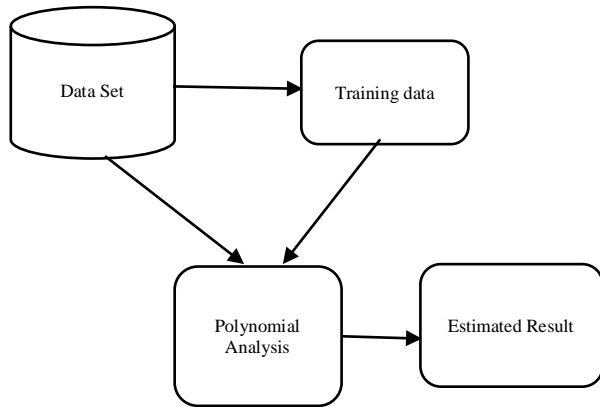 Data Set
Training data
Polynomial
Analysis
Estimated Result